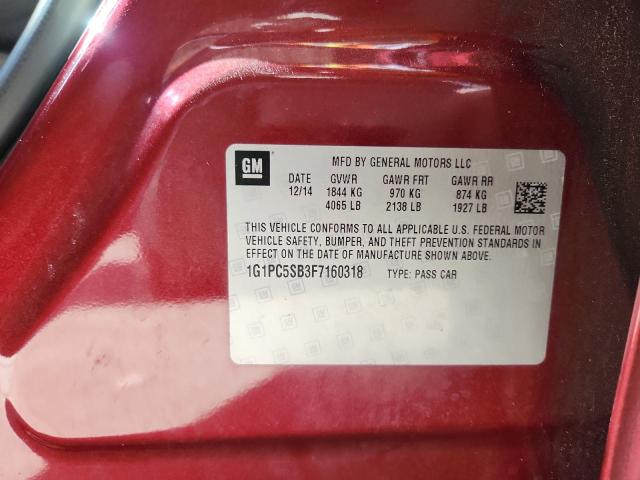 GM MFD BY GENERAL MOTORS LLC
DATE GVWR GAWR FRT GAWR RR
12/14 1844 KG 970 KG 874 KG
4065 LB 2138 LB 1927 LB
THIS VEHICLE CONFORMS TO ALL APPLICABLE U.S. FEDERAL MOTOR
VEHICLE SAFETY, BUMPER, AND THEFT PREVENTION STANDARDS IN
EFFECT ON THE DATE OF MANUFACTURE SHOWN ABOVE.
1G1PC5SB3F7160318 TYPE: PASS CAR